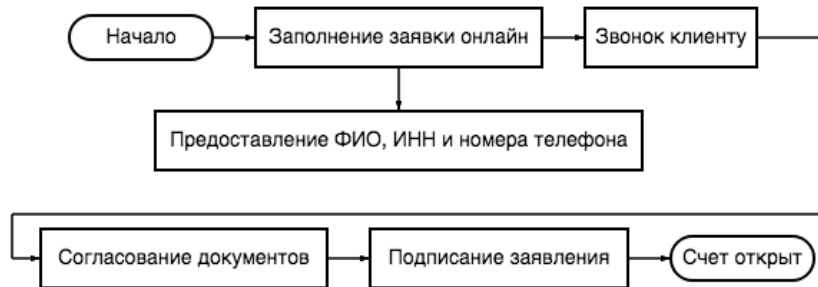 Начало
Заполнение заявки онлайн
Звонок клиенту
Предоставление ФИО, ИНН и номера телефона
Согласование документов
Подписание заявления
Счет открыт